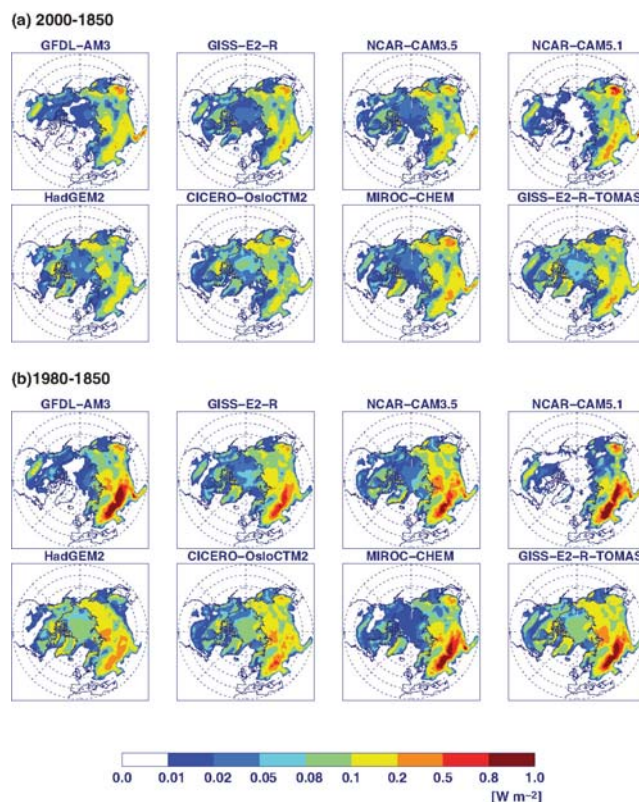 (a) 2000-1850
GFDL–AM3 GISS–E2–R NCAR–CAM3.5 NCAR–CAM5.1
HadGEM2 CICERO–OsloCTM2 MIROC–CHEM GISS–E2–R–TOMAS
(b)1980-1850
GFDL–AM3 GISS–E2–R NCAR–CAM3.5 NCAR–CAM5.1
HadGEM2 CICERO–OsloCTM2 MIROC–CHEM GISS–E2–R–TOMAS
0.0 0.01 0.02 0.05 0.08 0.1 0.2 0.5 0.8 1.0
[W m⁻²]